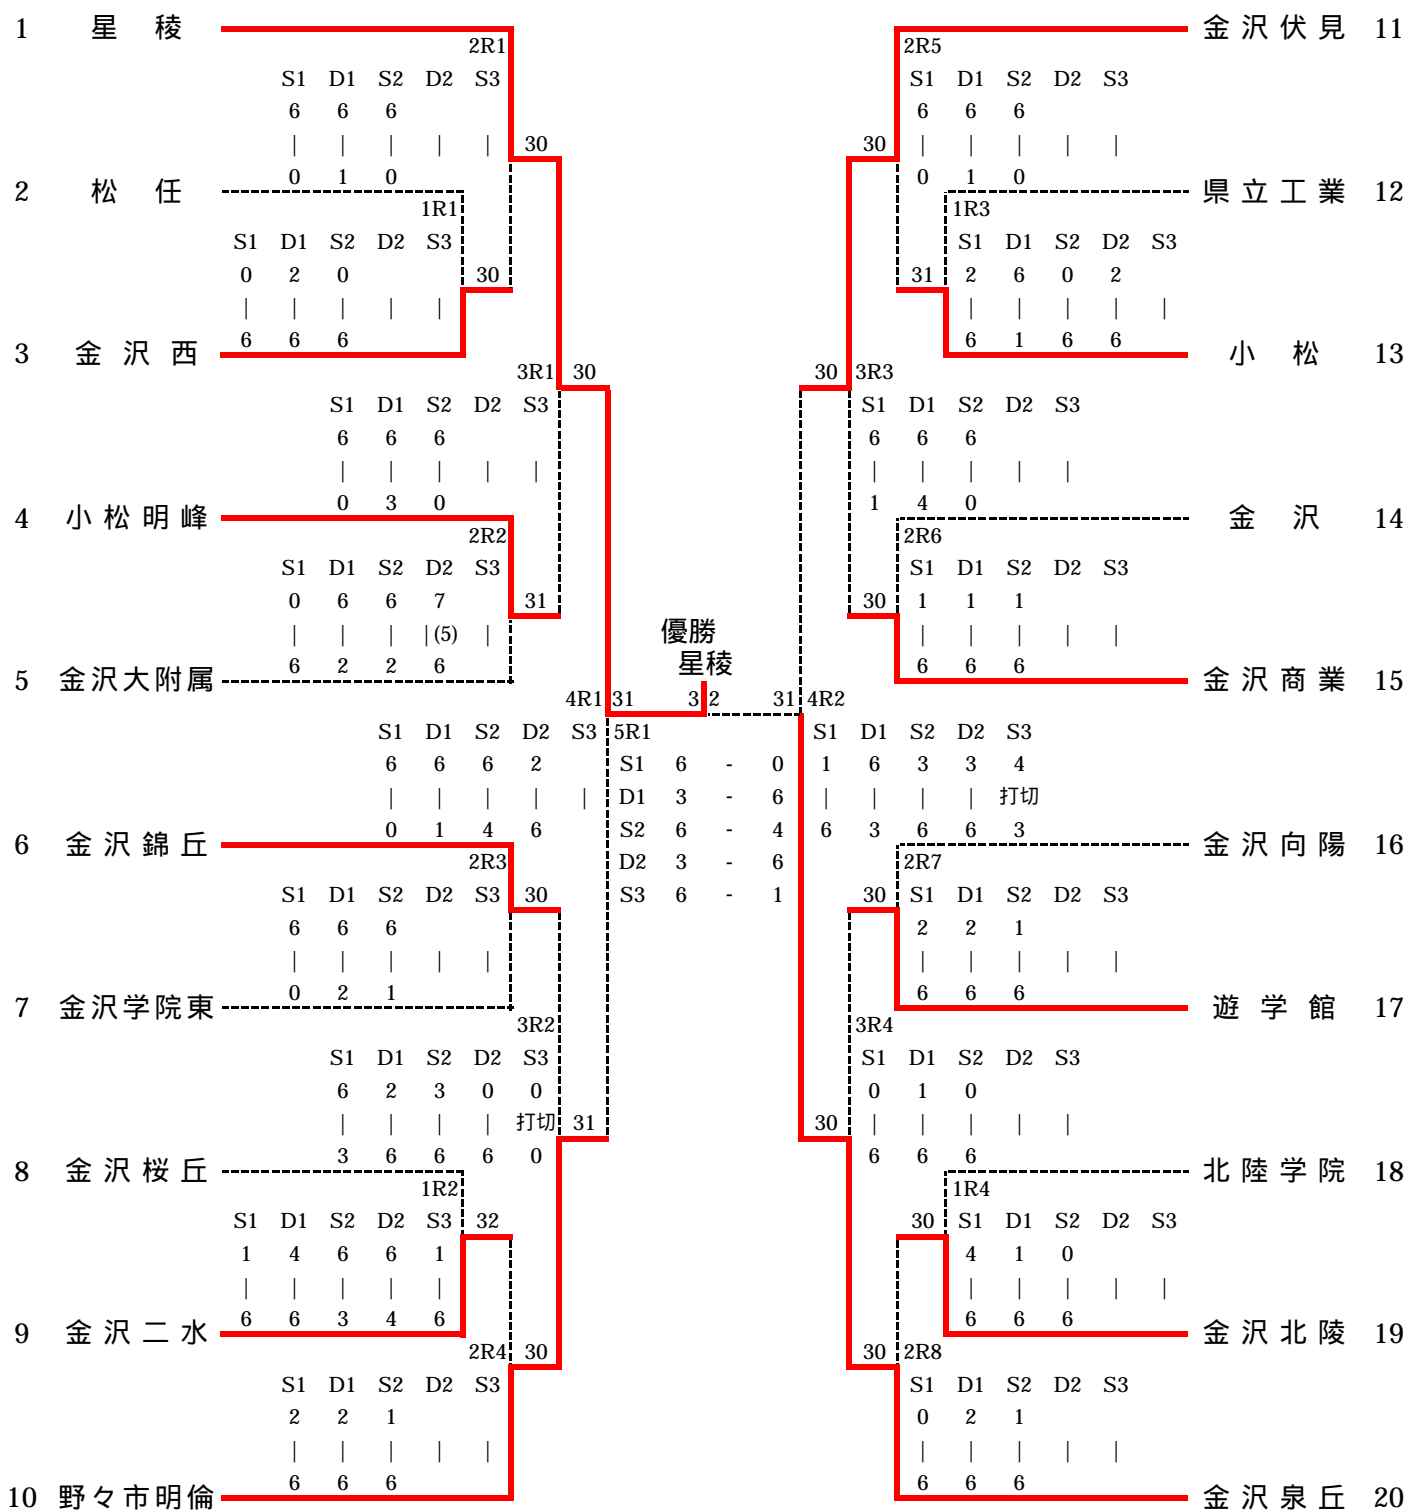 1 星 稜
2R1
S1 D1 S2 D2 S3
6 6 6
| | | | |
0 1 0
30
2 松 任
1R1
S1 D1 S2 D2 S3
0 2 0
| | | | |
6 6 6
30
3 金 沢 西
3R1 30
S1 D1 S2 D2 S3
6 6 6
| | | | |
0 3 0
4 小 松 明 峰
2R2
S1 D1 S2 D2 S3
0 6 6 7
| | | |(5) |
6 2 2 6
31
5 金沢大附属
4R1 31
S1 D1 S2 D2 S3
6 6 6 2
| | | | |
0 1 4 6
6 金 沢 錦 丘
2R3
S1 D1 S2 D2 S3
6 6 6
| | | | |
0 2 1
30
7 金沢学院東
3R2
S1 D1 S2 D2 S3
6 2 3 0 0
| | | | 打切
3 6 6 6 0
31
8 金 沢 桜 丘
1R2
S1 D1 S2 D2 S3
1 4 6 6 1
| | | | |
6 6 3 4 6
32
9 金 沢 二 水
2R4 30
S1 D1 S2 D2 S3
2 2 1
| | | | |
6 6 6
10 野々市明倫
優勝
星稜
3 2
5R1
S1 6 - 0
D1 3 - 6
S2 6 - 4
D2 3 - 6
S3 6 - 1
金 沢 伏 見 11
2R5
S1 D1 S2 D2 S3
6 6 6
| | | | |
0 1 0
30
県 立 工 業 12
1R3
S1 D1 S2 D2 S3
2 6 0 2
| | | | |
6 1 6 6
31
小 松 13
30 3R3
S1 D1 S2 D2 S3
6 6 6
| | | | |
1 4 0
金 沢 14
2R6
S1 D1 S2 D2 S3
1 1 1
| | | | |
6 6 6
30
金 沢 商 業 15
31 4R2
S1 D1 S2 D2 S3
1 6 3 3 4
| | | | 打切
6 3 6 6 3
金 沢 向 陽 16
2R7
S1 D1 S2 D2 S3
2 2 1
| | | | |
6 6 6
30
遊 学 館 17
3R4
S1 D1 S2 D2 S3
0 1 0
| | | | |
6 6 6
30
北 陸 学 院 18
1R4
S1 D1 S2 D2 S3
4 1 0
| | | | |
6 6 6
30
金 沢 北 陵 19
30 2R8
S1 D1 S2 D2 S3
0 2 1
| | | | |
6 6 6
金 沢 泉 丘 20